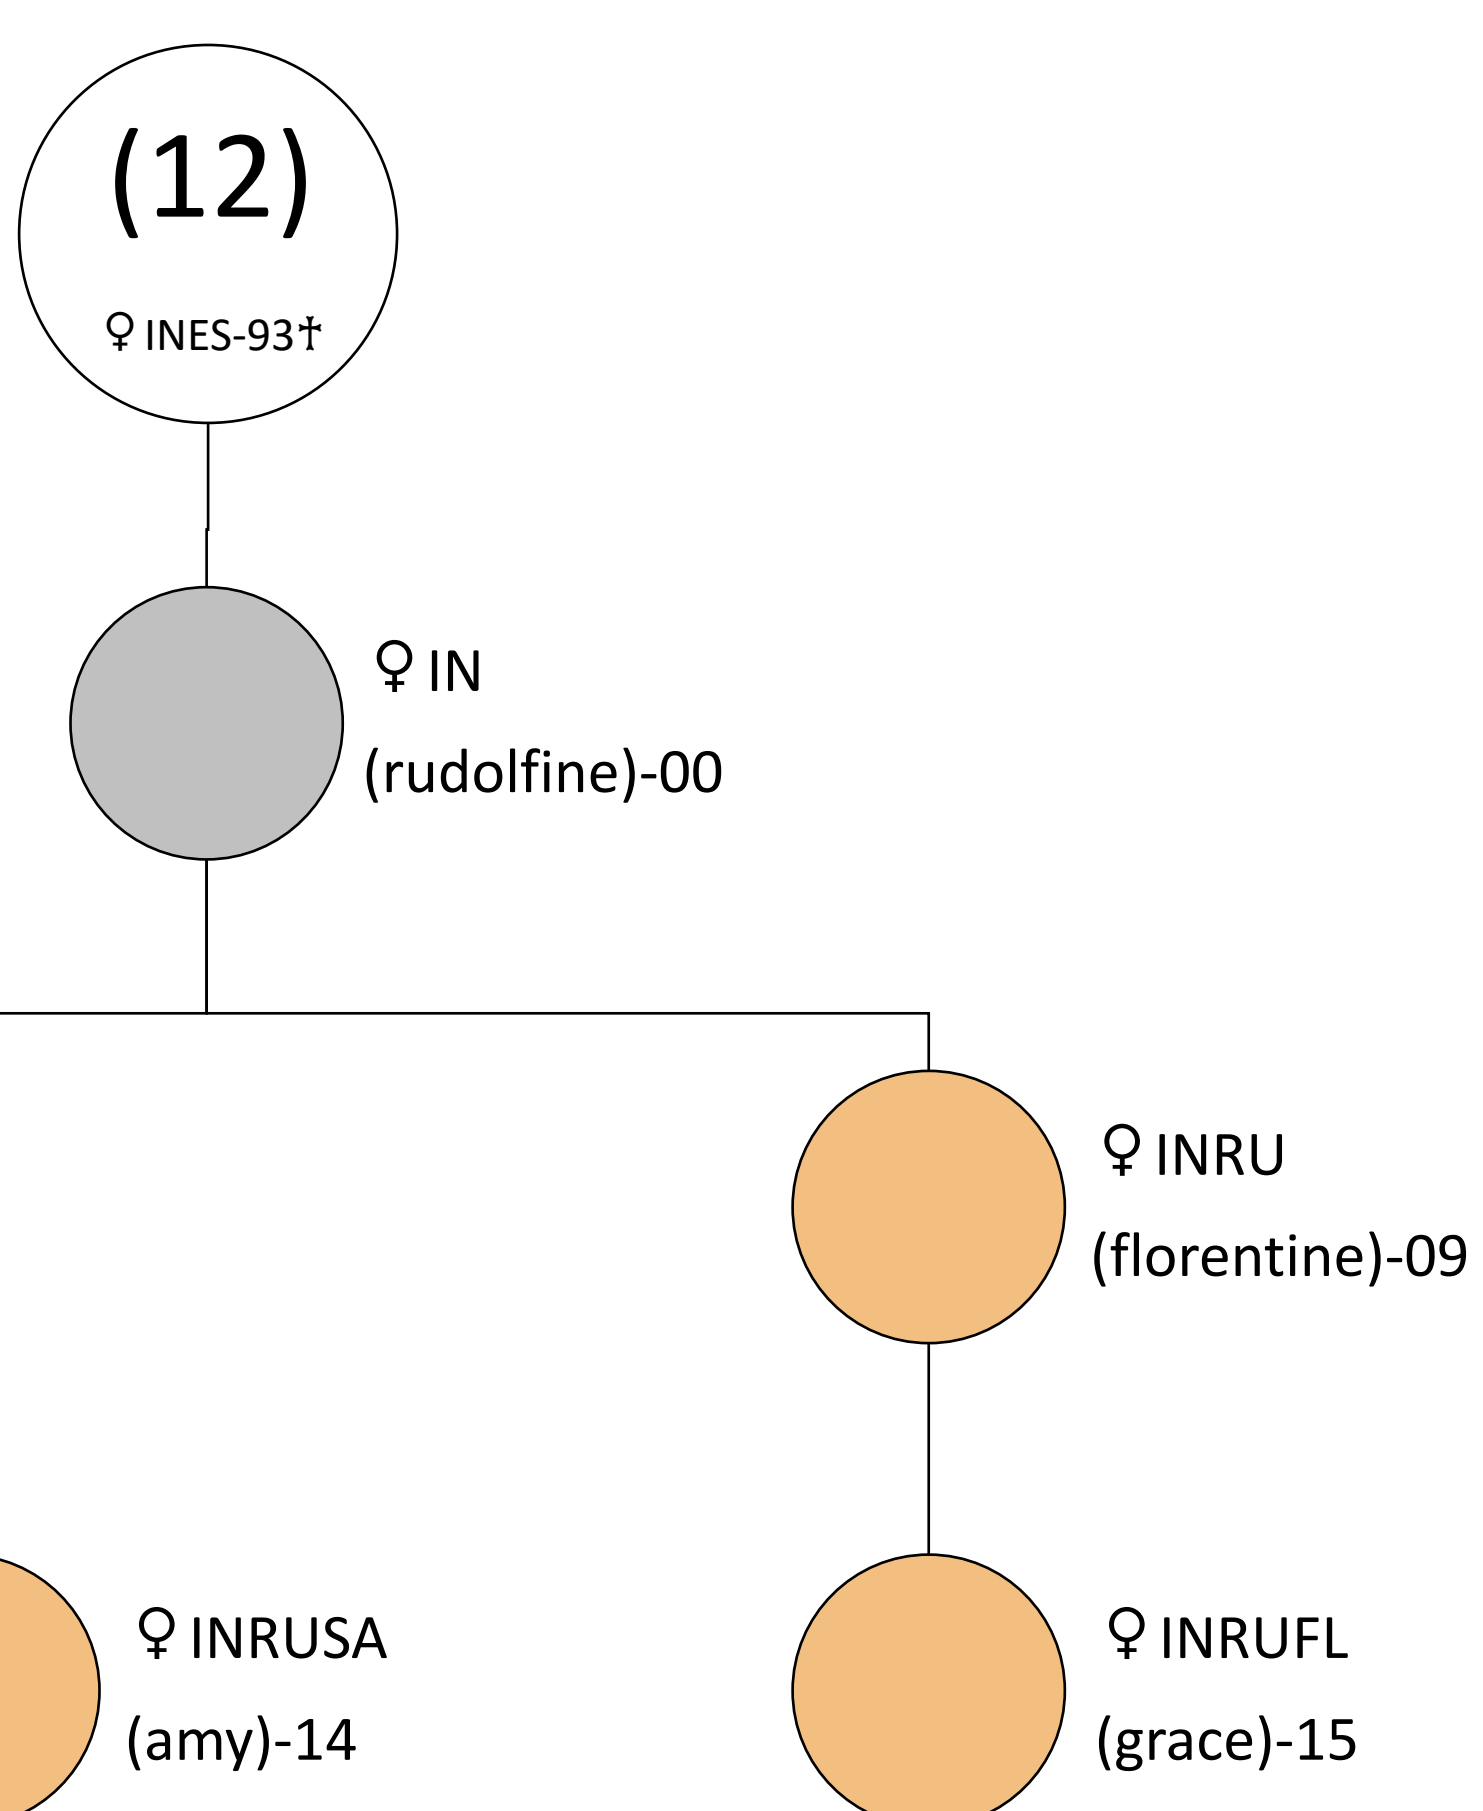 (12)
♀ INES-93†
♀ IN
(rudolfine)-00
♀ INRU
(florentine)-09
♀ INRUSA
(amy)-14
♀ INRUFL
(grace)-15